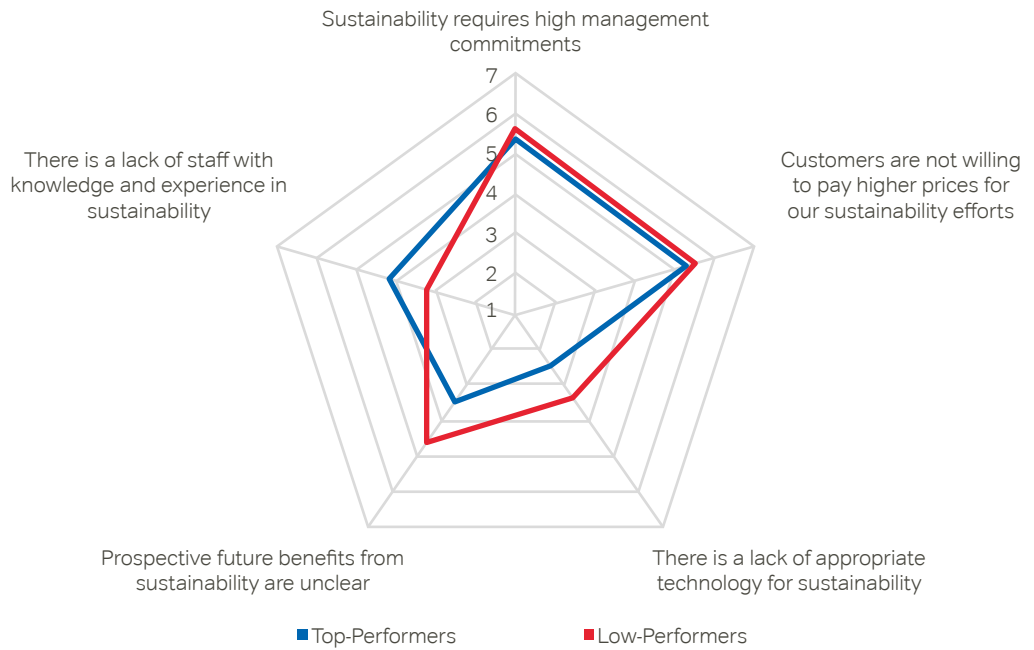 Sustainability requires high management
commitments
7
6
5
4
3
2
1
There is a lack of staff with
knowledge and experience in
sustainability
Customers are not willing
to pay higher prices for
our sustainability efforts
Prospective future benefits from
sustainability are unclear
There is a lack of appropriate
technology for sustainability
Top-Performers
Low-Performers